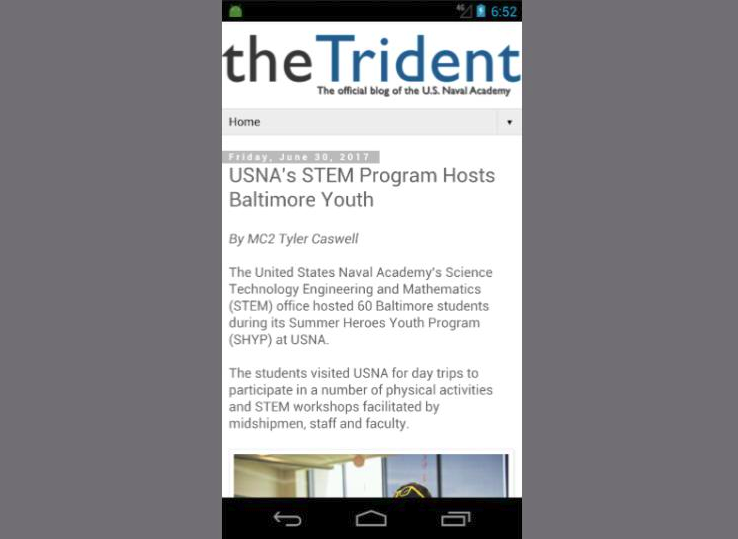 4G 6:52
theTrident
The official blog of the U.S. Naval Academy
Home
Friday, June 30, 2017
USNA's STEM Program Hosts
Baltimore Youth
By MC2 Tyler Caswell
The United States Naval Academy's Science
Technology Engineering and Mathematics
(STEM) office hosted 60 Baltimore students
during its Summer Heroes Youth Program
(SHYP) at USNA.
The students visited USNA for day trips to
participate in a number of physical activities
and STEM workshops facilitated by
midshipmen, staff and faculty.